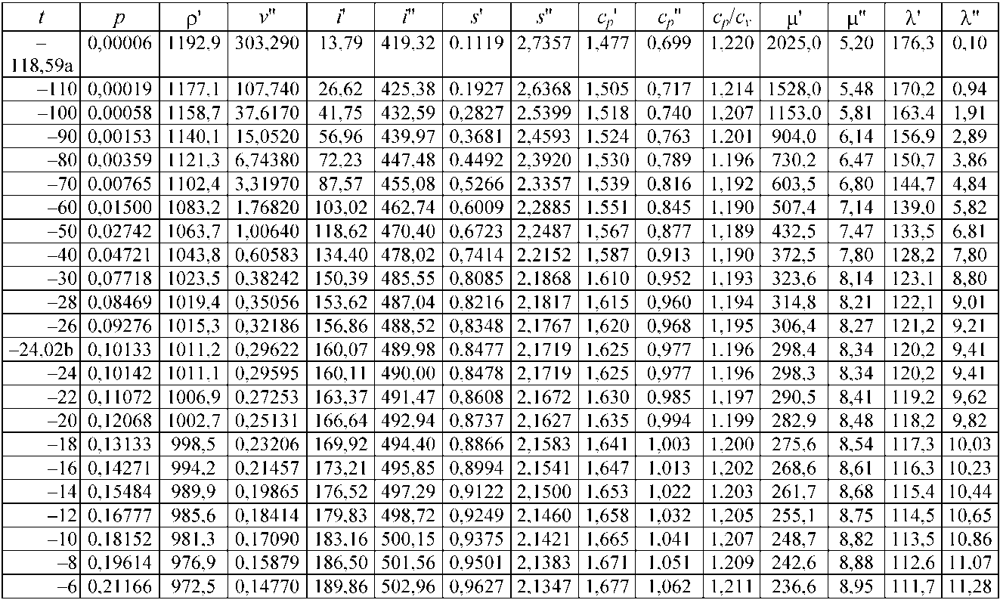 t p ρ' v" i' i" s' s" cp' cp" cp/cv μ' μ" λ' λ"
– 0,00006 1192,9 303,290 13,79 419,32 0.1119 2,7357 1,477 0,699 1,220 2025,0 5,20 176,3 0,10
118,59a
–110 0,00019 1177,1 107,740 26,62 425,38 0.1927 2,6368 1,505 0,717 1,214 1528,0 5,48 170,2 0,94
–100 0,00058 1158,7 37,6170 41,75 432,59 0,2827 2,5399 1,518 0,740 1,207 1153,0 5,81 163,4 1,91
–90 0,00153 1140,1 15,0520 56,96 439,97 0,3681 2,4593 1,524 0,763 1.201 904,0 6,14 156,9 2,89
–80 0,00359 1121,3 6,74380 72,23 447,48 0.4492 2,3920 1,530 0,789 1.196 730,2 6,47 150,7 3,86
–70 0,00765 1102,4 3,31970 87,57 455,08 0,5266 2,3357 1,539 0,816 1,192 603,5 6,80 144,7 4,84
–60 0,01500 1083,2 1,76820 103,02 462,74 0,6009 2,2885 1,551 0,845 1,190 507,4 7,14 139,0 5,82
–50 0,02742 1063,7 1,00640 118,62 470,40 0,6723 2,2487 1,567 0,877 1,189 432,5 7,47 133,5 6,81
–40 0,04721 1043,8 0,60583 134,40 478,02 0,7414 2,2152 1,587 0,913 1,190 372,5 7,80 128,2 7,80
–30 0,07718 1023,5 0,38242 150,39 485,55 0,8085 2,1868 1,610 0,952 1,193 323,6 8,14 123,1 8,80
–28 0,08469 1019,4 0,35056 153,62 487,04 0.8216 2,1817 1,615 0,960 1,194 314,8 8,21 122,1 9,01
–26 0,09276 1015,3 0,32186 156,86 488,52 0,8348 2,1767 1,620 0,968 1,195 306,4 8,27 121,2 9,21
–24,02b 0,10133 1011,2 0,29622 160,07 489,98 0.8477 2,1719 1,625 0,977 1.196 298,4 8,34 120,2 9,41
–24 0,10142 1011.1 0,29595 160,11 490,00 0.8478 2,1719 1,625 0,977 1.196 298,3 8,34 120,2 9,41
–22 0,11072 1006,9 0,27253 163,37 491,47 0.8608 2,1672 1,630 0,985 1,197 290,5 8,41 119,2 9,62
–20 0,12068 1002,7 0,25131 166,64 492,94 0.8737 2,1627 1,635 0,994 1.199 282,9 8,48 118,2 9,82
–18 0,13133 998,5 0,23206 169,92 494,40 0.8866 2,1583 1,641 1,003 1.200 275,6 8,54 117,3 10,03
–16 0,14271 994,2 0,21457 173,21 495,85 0,8994 2,1541 1,647 1,013 1,202 268,6 8,61 116,3 10,23
–14 0,15484 989,9 0,19865 176,52 497,29 0.9122 2,1500 1,653 1,022 1,203 261,7 8,68 115,4 10,44
–12 0,16777 985,6 0,18414 179,83 498,72 0,9249 2,1460 1,658 1,032 1,205 255,1 8,75 114,5 10,65
–10 0,18152 981,3 0,17090 183,16 500,15 0,9375 2,1421 1,665 1,041 1,207 248,7 8,82 113,5 10,86
–8 0,19614 976,9 0,15879 186,50 501,56 0,9501 2,1383 1,671 1,051 1.209 242,6 8,88 112,6 11,07
–6 0,21166 972,5 0,14770 189,86 502,96 0,9627 2,1347 1,677 1,062 1,211 236,6 8,95 111,7 11,28